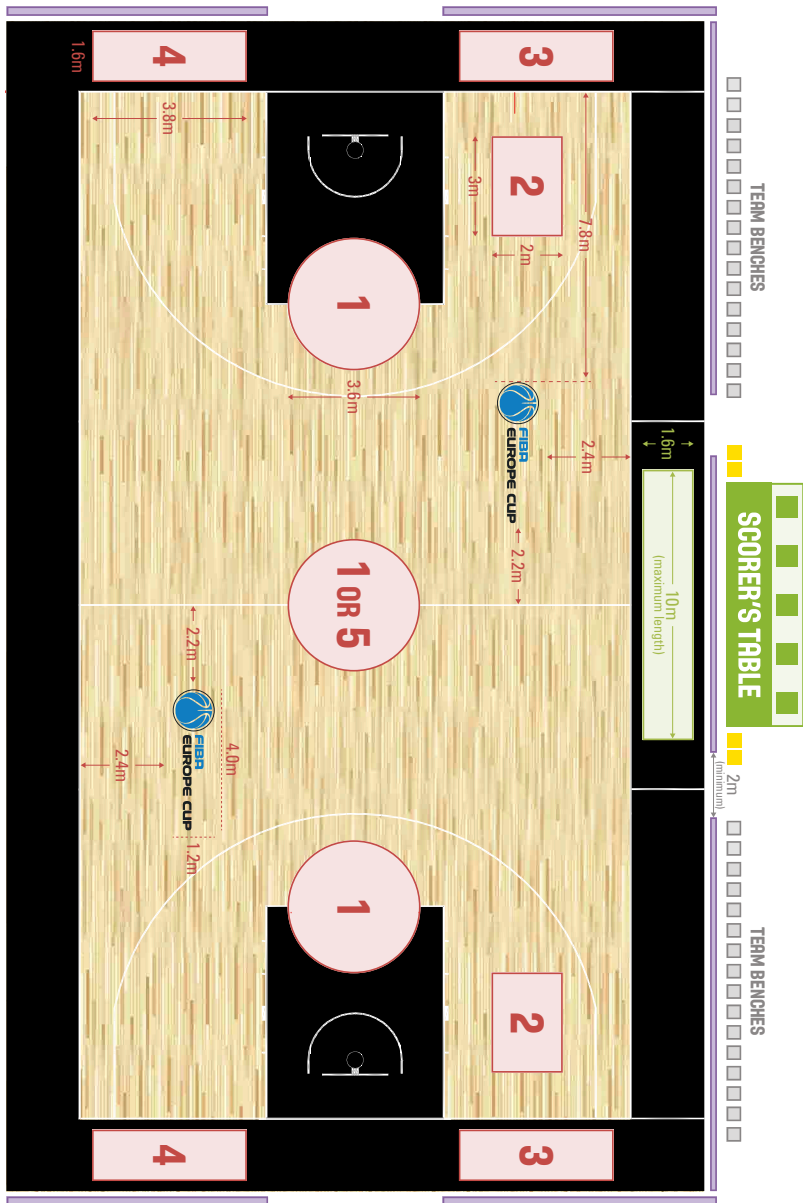 4
3
1.6m
3.8m
2
3m
2m
7.8m
TEAM BENCHES
1
3.6m
FIBA
EUROPE CUP
2.4m
1.6m
2.2m
SCORER'S TABLE
10m
(maximum length)
1 OR 5
2.2m
FIBA
EUROPE CUP
4.0m
2.4m
1.2m
2m
(minimum)
1
2
TEAM BENCHES
4
3